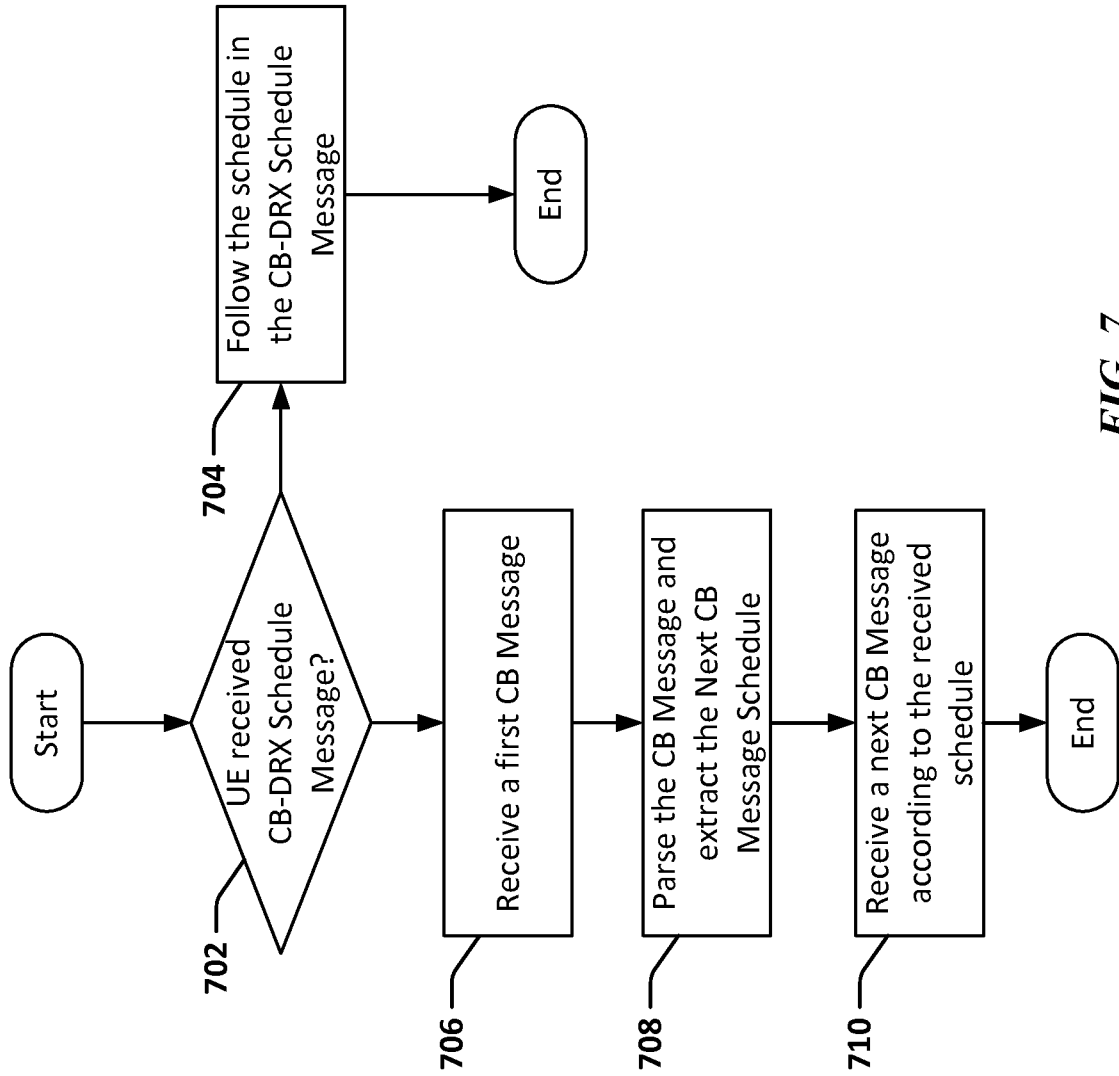 Start
702
UE received
CB-DRX Schedule
Message?
704
Follow the schedule in
the CB-DRX Schedule
Message
End
706
Receive a first CB Message
708
Parse the CB Message and
extract the Next CB
Message Schedule
710
Receive a next CB Message
according to the received
schedule
End
FIG. 7